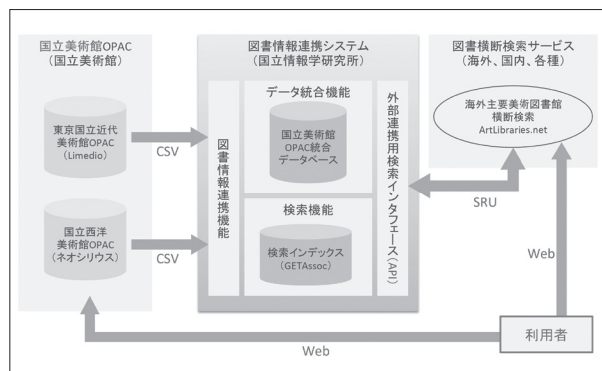 国立美術館OPAC
(国立美術館)
東京国立近代
美術館OPAC
(Limedio)
国立西洋
美術館OPAC
(ネオシリウス)
CSV
CSV
図書情報連携システム
(国立情報学研究所)
図書情報連携機能
データ統合機能
国立美術館
OPAC統合
データベース
検索機能
検索インデックス
(GETAssoc)
外部連携用検索インタフェース(API)
図書横断検索サービス
(海外、国内、各種)
海外主要美術図書館
横断検索
ArtLibraries.net
SRU
Web
利用者
Web